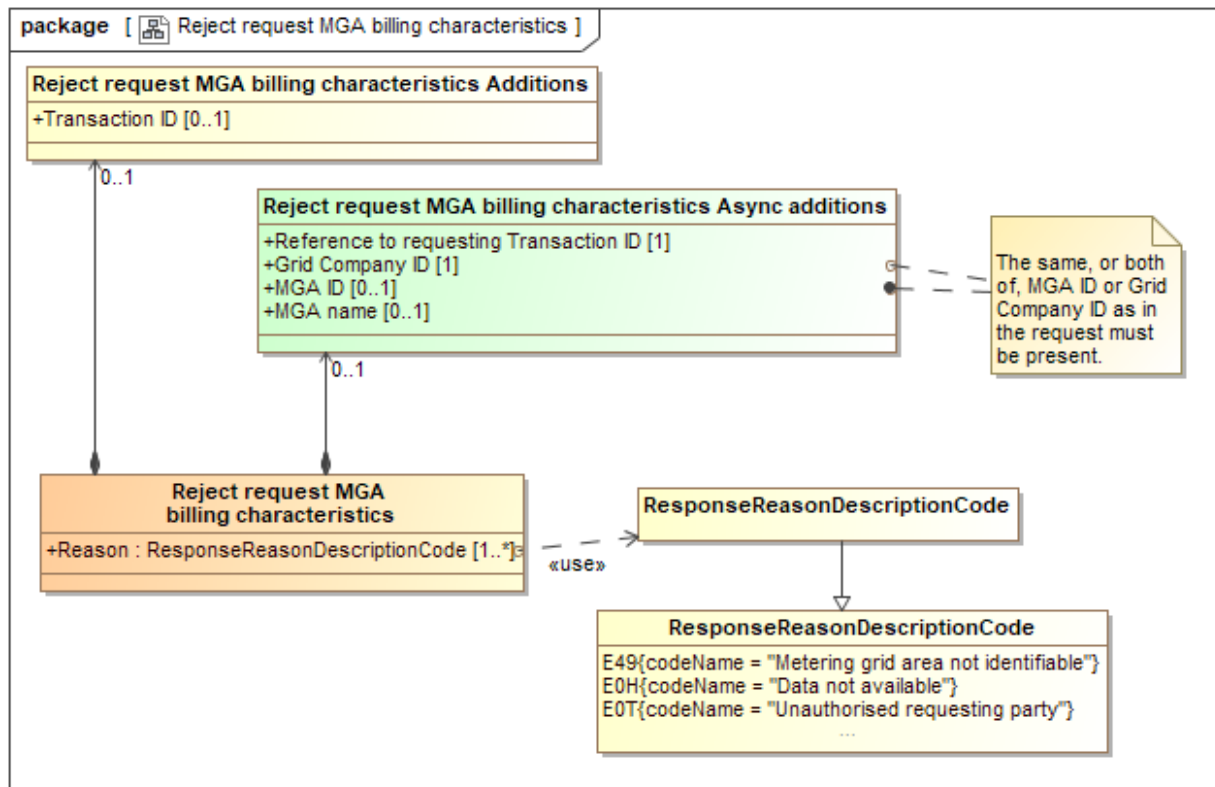 package [ Reject request MGA billing characteristics ]
Reject request MGA billing characteristics Additions
+Transaction ID [0..1]
0..1
Reject request MGA billing characteristics Async additions
+Reference to requesting Transaction ID [1]
+Grid Company ID [1]
+MGA ID [0..1]
+MGA name [0..1]
The same, or both
of, MGA ID or Grid
Company ID as in
the request must
be present.
0..1
Reject request MGA
billing characteristics
+Reason : ResponseReasonDescriptionCode [1..*]
«use»
ResponseReasonDescriptionCode
ResponseReasonDescriptionCode
E49{codeName = "Metering grid area not identifiable"}
E0H{codeName = "Data not available"}
E0T{codeName = "Unauthorised requesting party"}
...